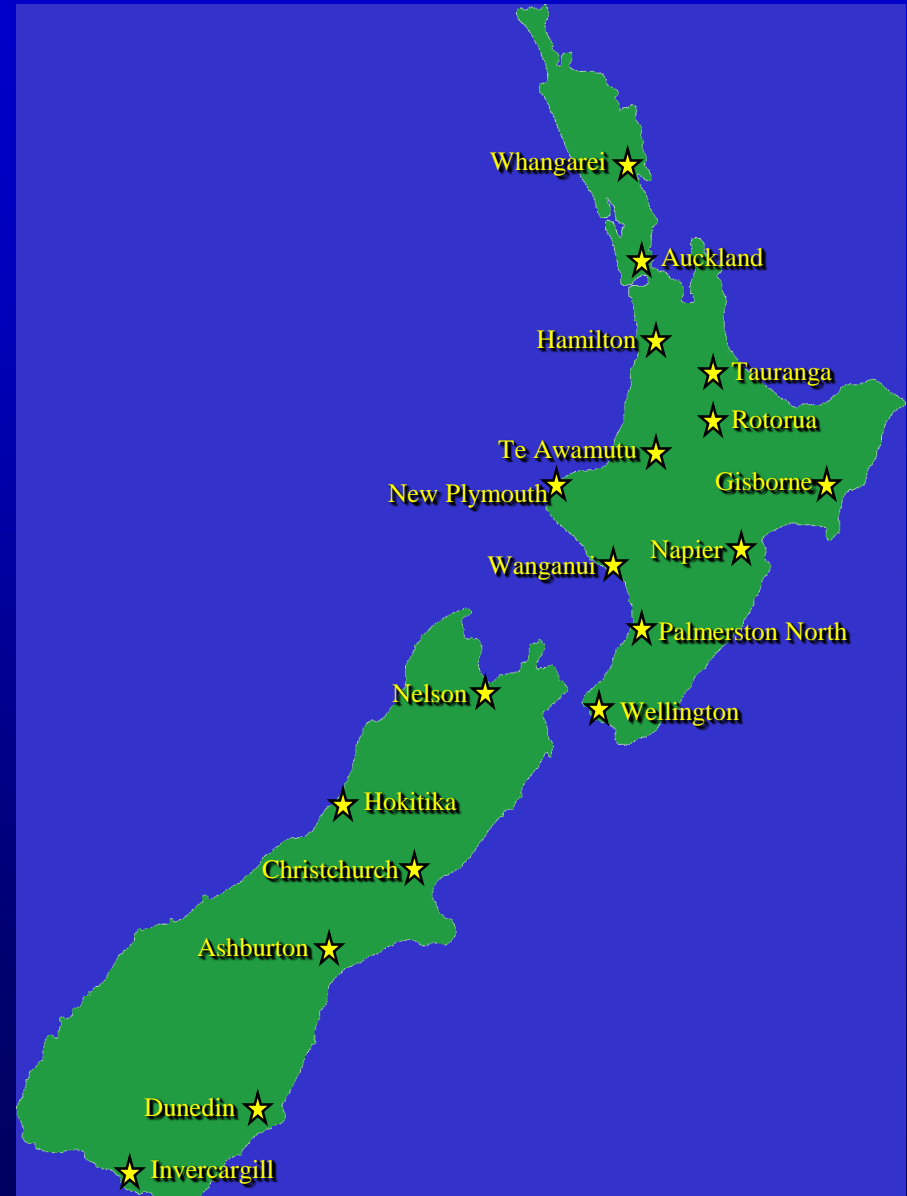 Whangarei
Auckland
Hamilton
Tauranga
Rotorua
Te Awamutu
Gisborne
New Plymouth
Napier
Wanganui
Palmerston North
Nelson
Wellington
Hokitika
Christchurch
Ashburton
Dunedin
Invercargill